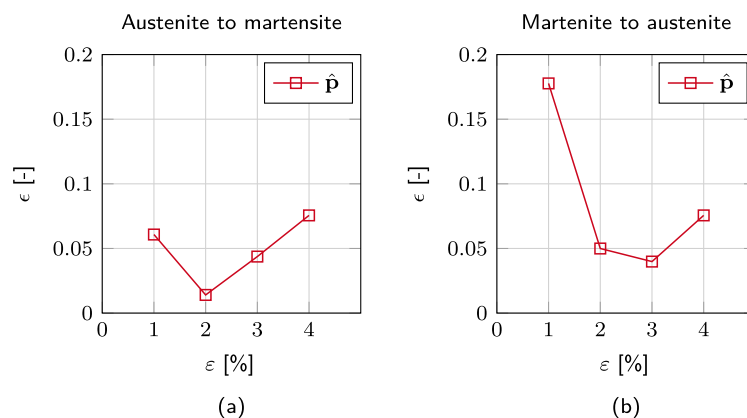 Austenite to martensite
0.2
0.15
0.1
0.05
0
ϵ [-]
p̂
0 1 2 3 4
ε [%]
(a)
Martenite to austenite
0.2
0.15
0.1
0.05
0
ϵ [-]
p̂
0 1 2 3 4
ε [%]
(b)